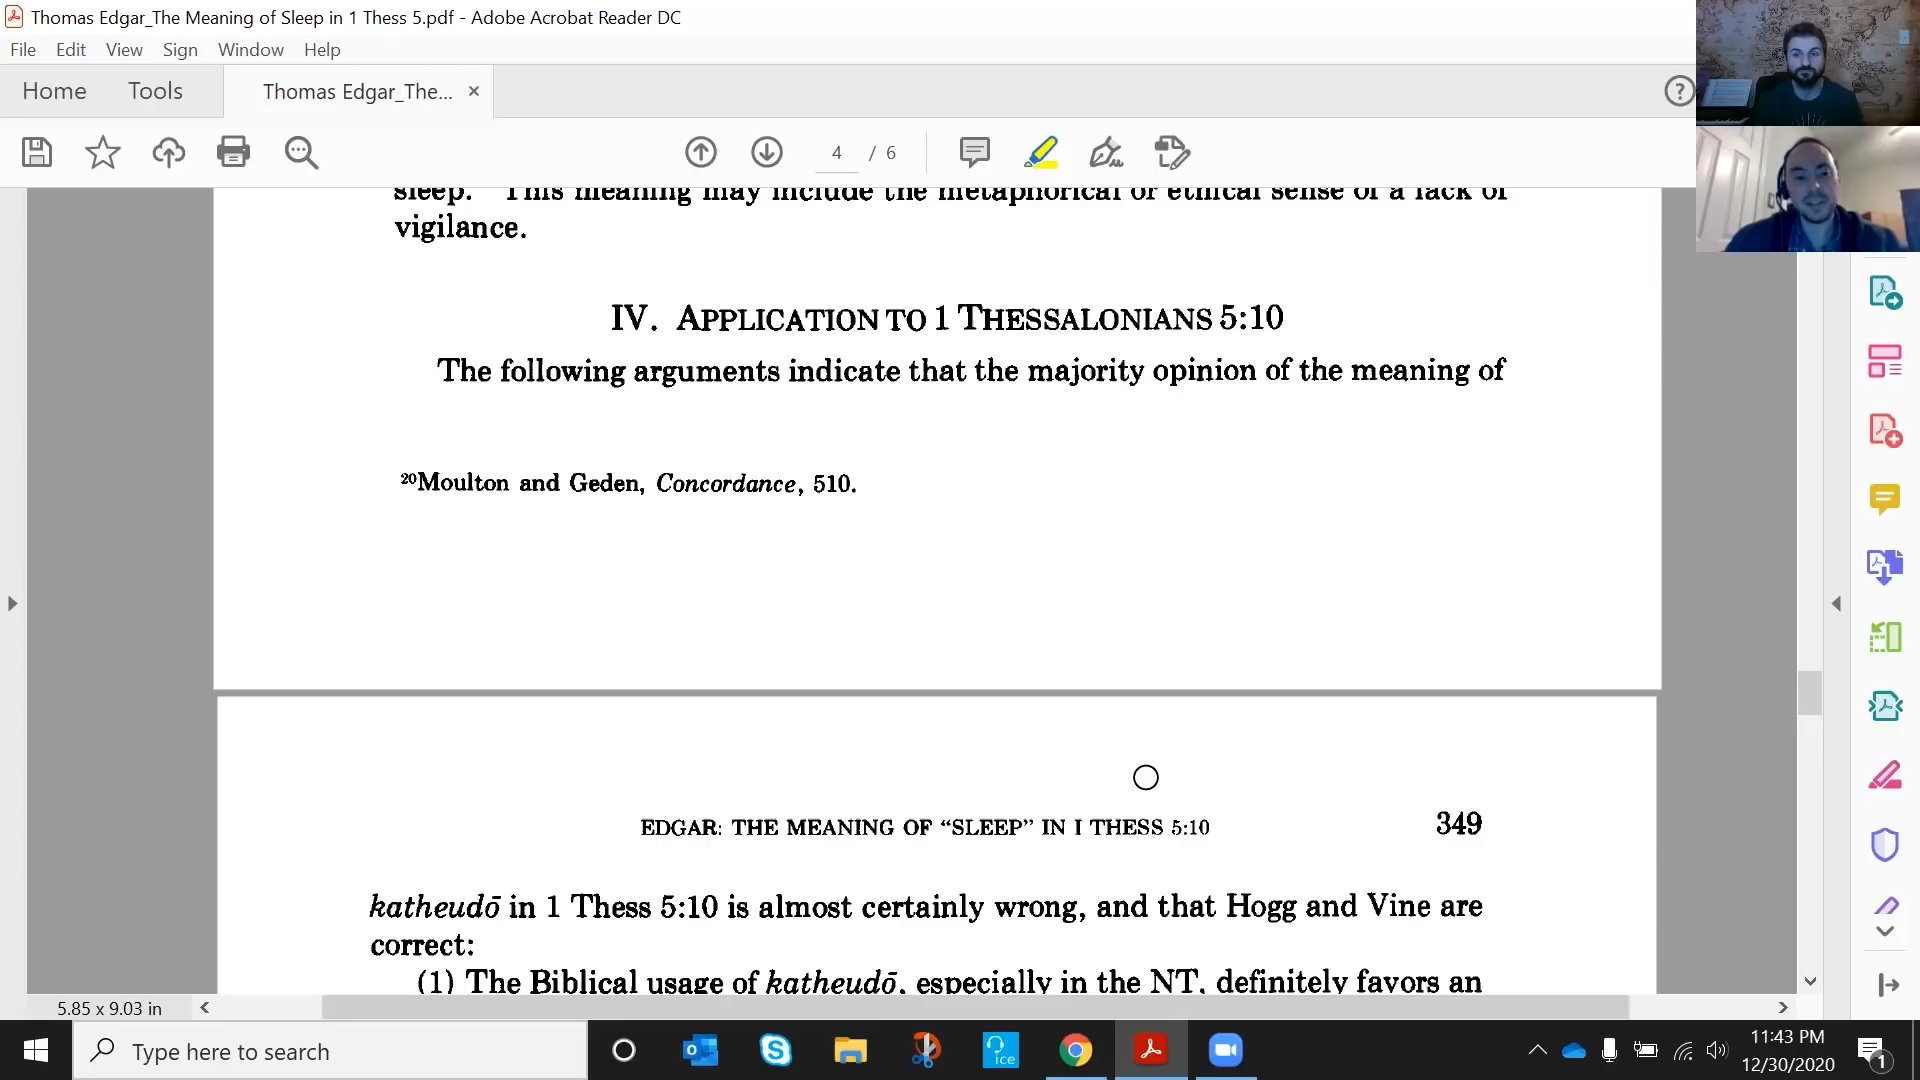 Thomas Edgar_The Meaning of Sleep in 1 Thess 5.pdf - Adobe Acrobat Reader DC
File Edit View Sign Window Help
Home Tools Thomas Edgar_The... ×
?
4 / 6
sleep. This meaning may include the metaphorical or ethical sense of a lack of
vigilance.
IV. APPLICATION TO 1 THESSALONIANS 5:10
The following arguments indicate that the majority opinion of the meaning of
20Moulton and Geden, Concordance, 510.
EDGAR: THE MEANING OF “SLEEP” IN I THESS 5:10 349
katheudō in 1 Thess 5:10 is almost certainly wrong, and that Hogg and Vine are
correct:
(1) The Biblical usage of katheudō, especially in the NT, definitely favors an
5.85 x 9.03 in
Type here to search
ice
11:43 PM
12/30/2020
1